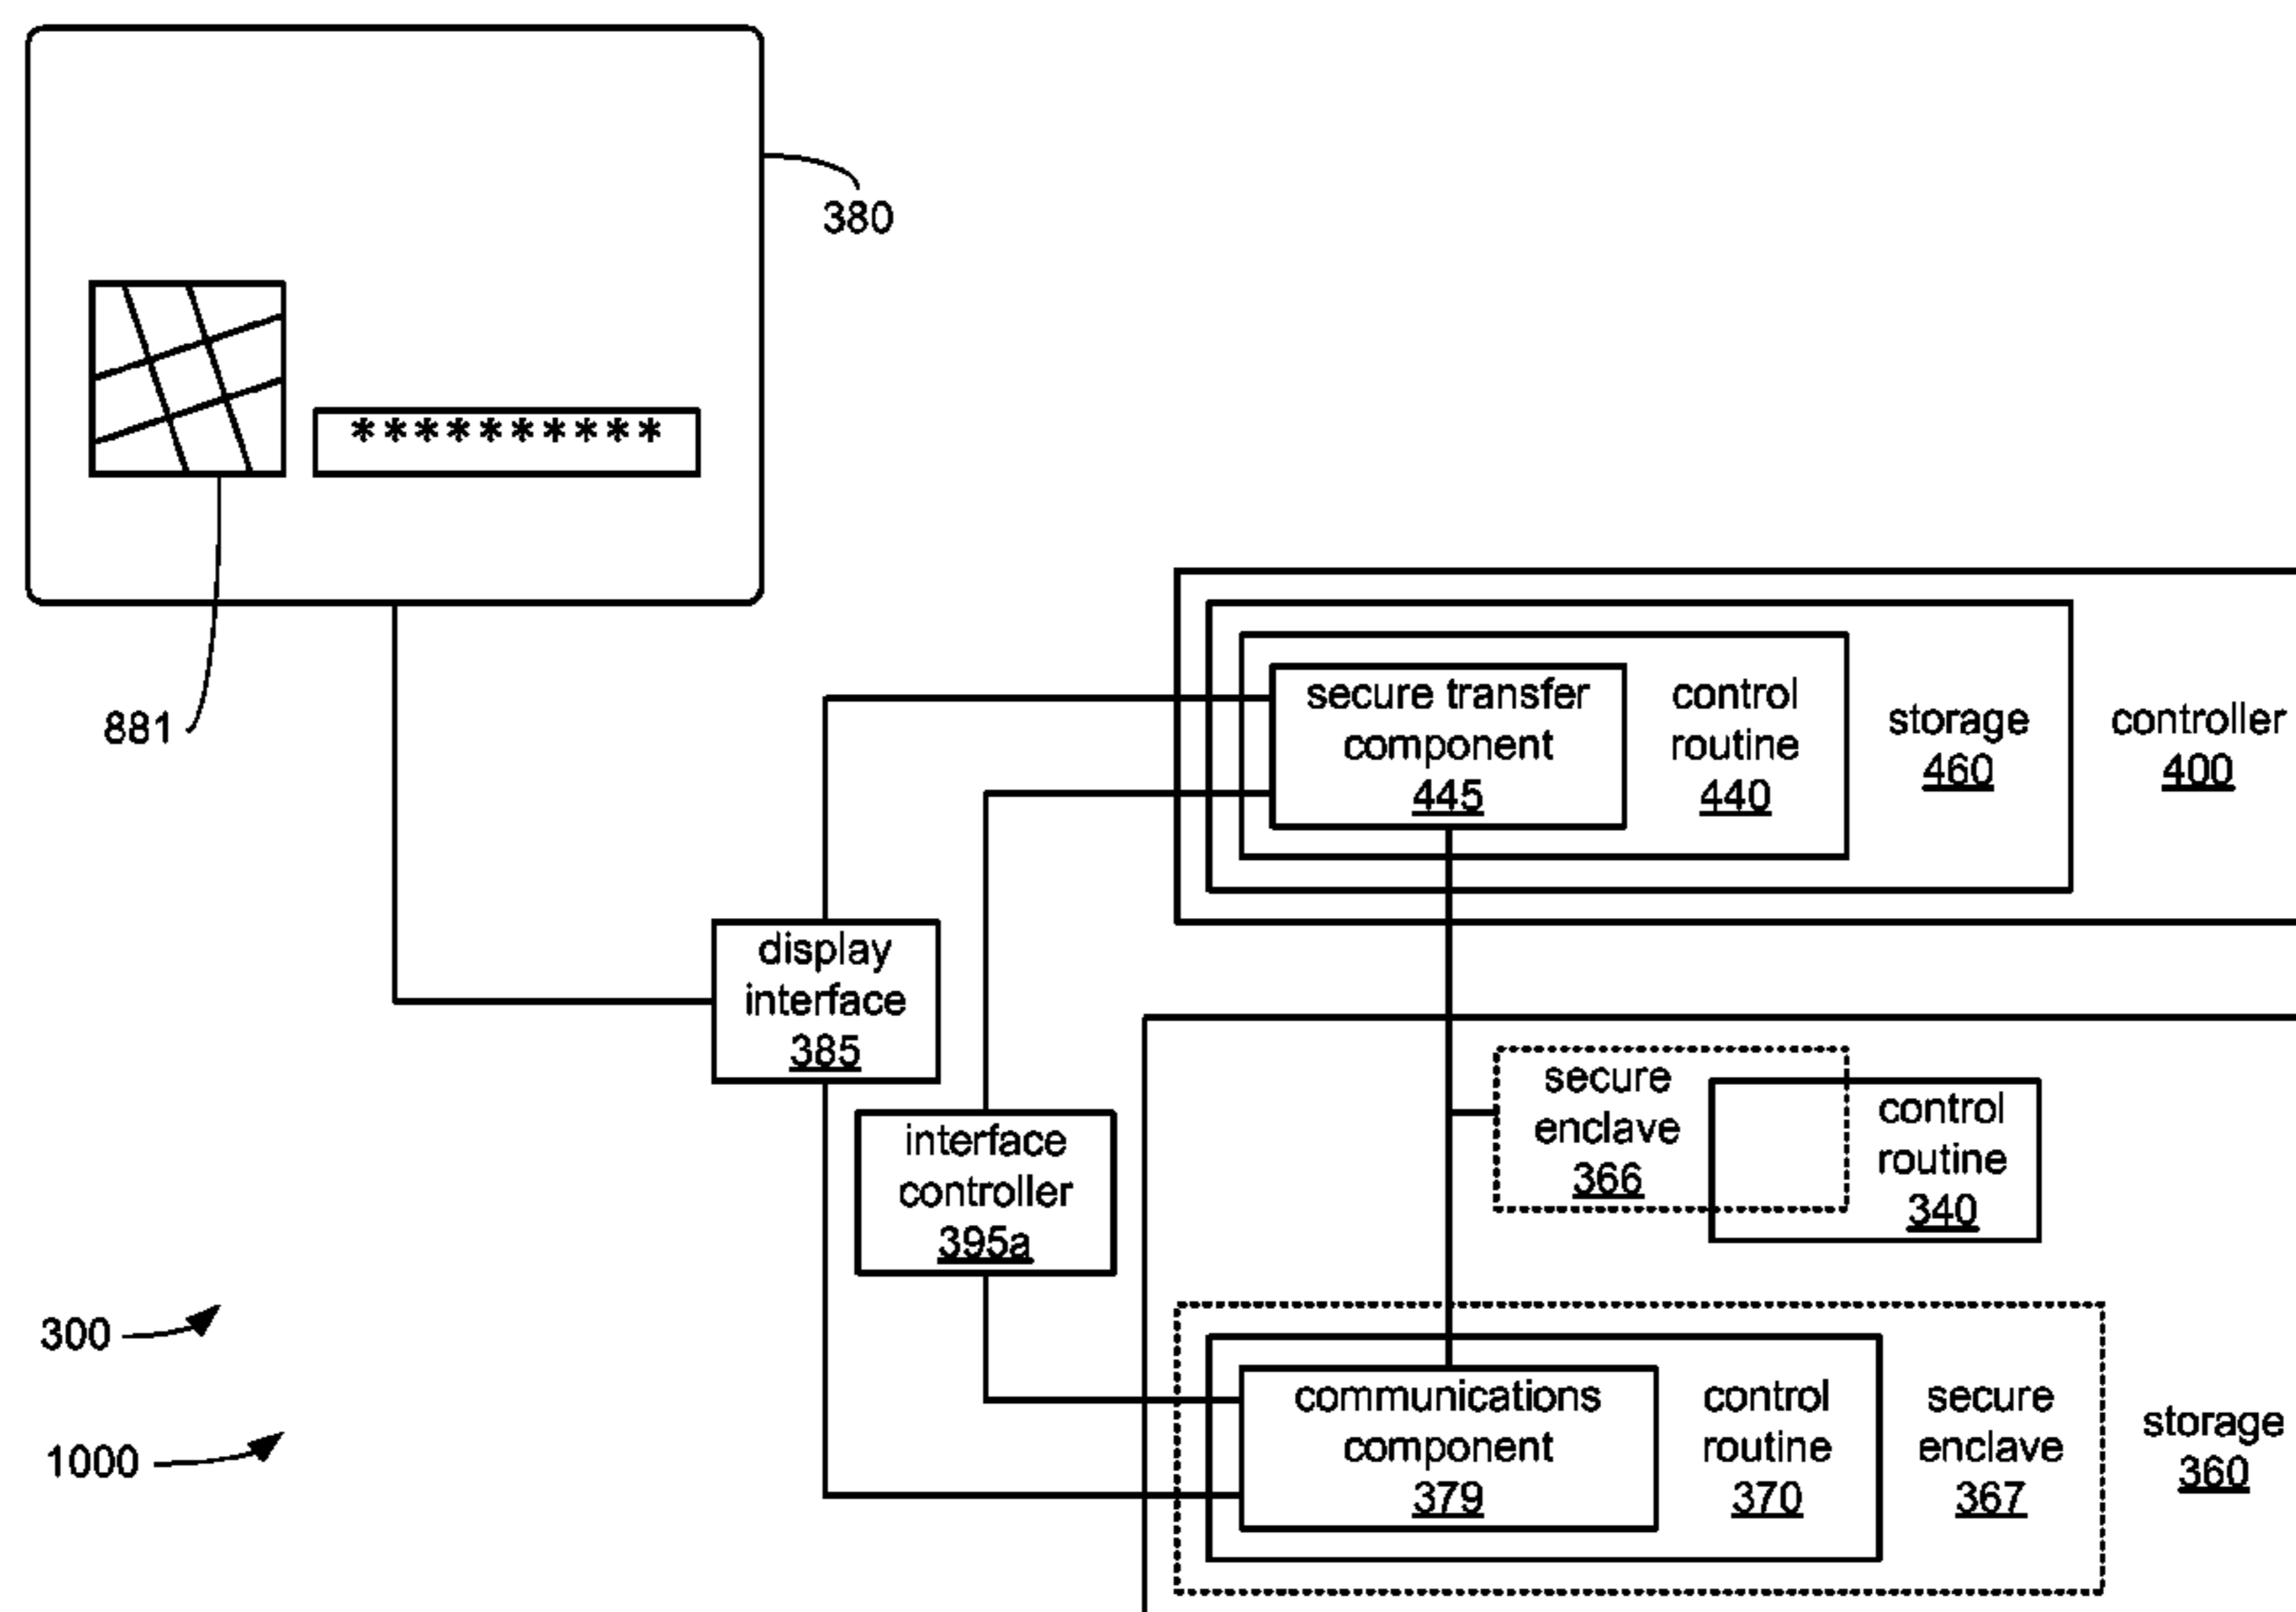 380
**********
881
secure transfer
component
445
control
routine
440
storage
460
controller
400
display
interface
385
interface
controller
395a
secure
enclave
366
control
routine
340
300
1000
communications
component
379
control
routine
370
secure
enclave
367
storage
360